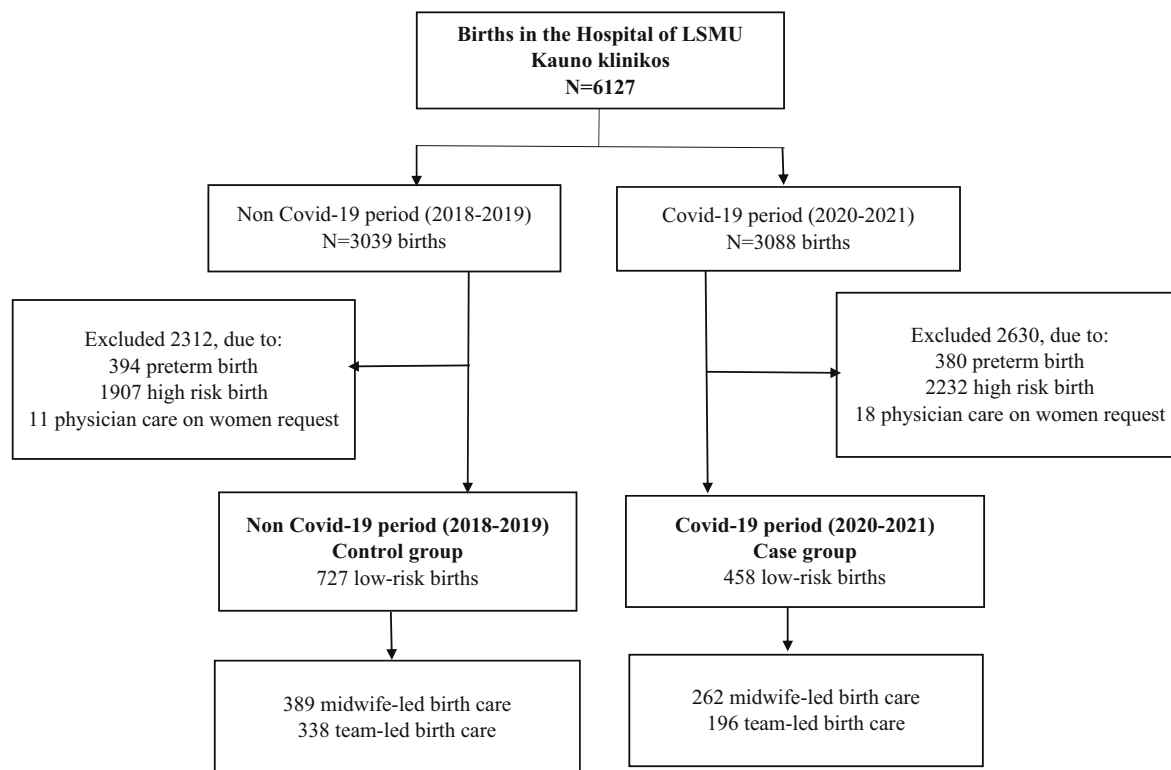 Births in the Hospital of LSMU
Kauno klinikos
N=6127
Non Covid-19 period (2018-2019)
N=3039 births
Covid-19 period (2020-2021)
N=3088 births
Excluded 2312, due to:
394 preterm birth
1907 high risk birth
11 physician care on women request
Excluded 2630, due to:
380 preterm birth
2232 high risk birth
18 physician care on women request
Non Covid-19 period (2018-2019)
Control group
727 low-risk births
Covid-19 period (2020-2021)
Case group
458 low-risk births
389 midwife-led birth care
338 team-led birth care
262 midwife-led birth care
196 team-led birth care